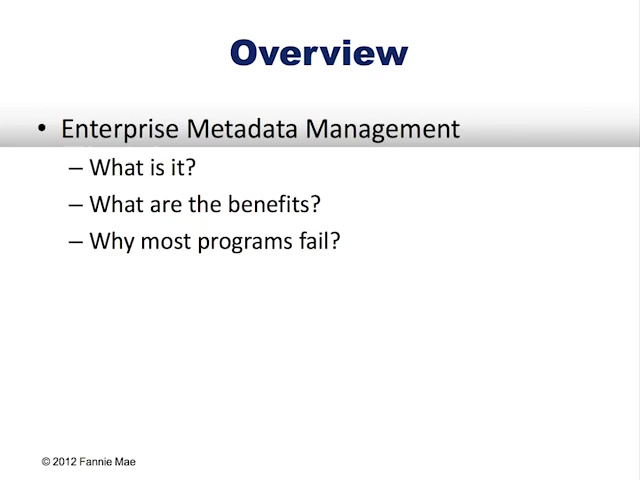 Overview
• Enterprise Metadata Management
– What is it?
– What are the benefits?
– Why most programs fail?
© 2012 Fannie Mae